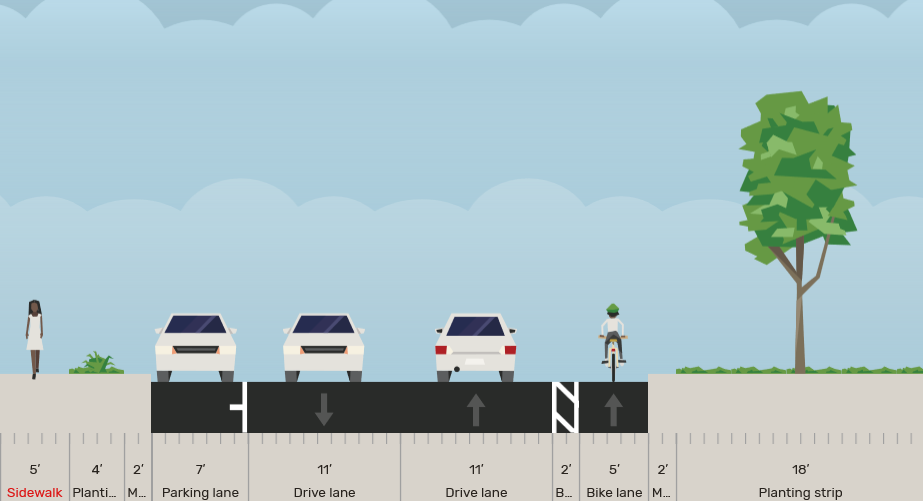 5′ 4′ 2′ 7′ 11′ 11′ 2′ 5′ 2′ 18′
Sidewalk Planti... M... Parking lane Drive lane Drive lane B... Bike lane M... Planting strip